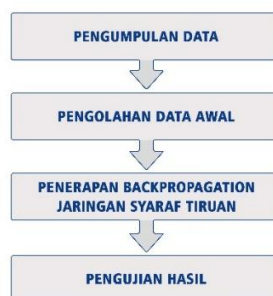 PENGUMPULAN DATA
PENGOLAHAN DATA AWAL
PENERAPAN BACKPROPAGATION
JARINGAN SYARAF TIRUAN
PENGUJIAN HASIL